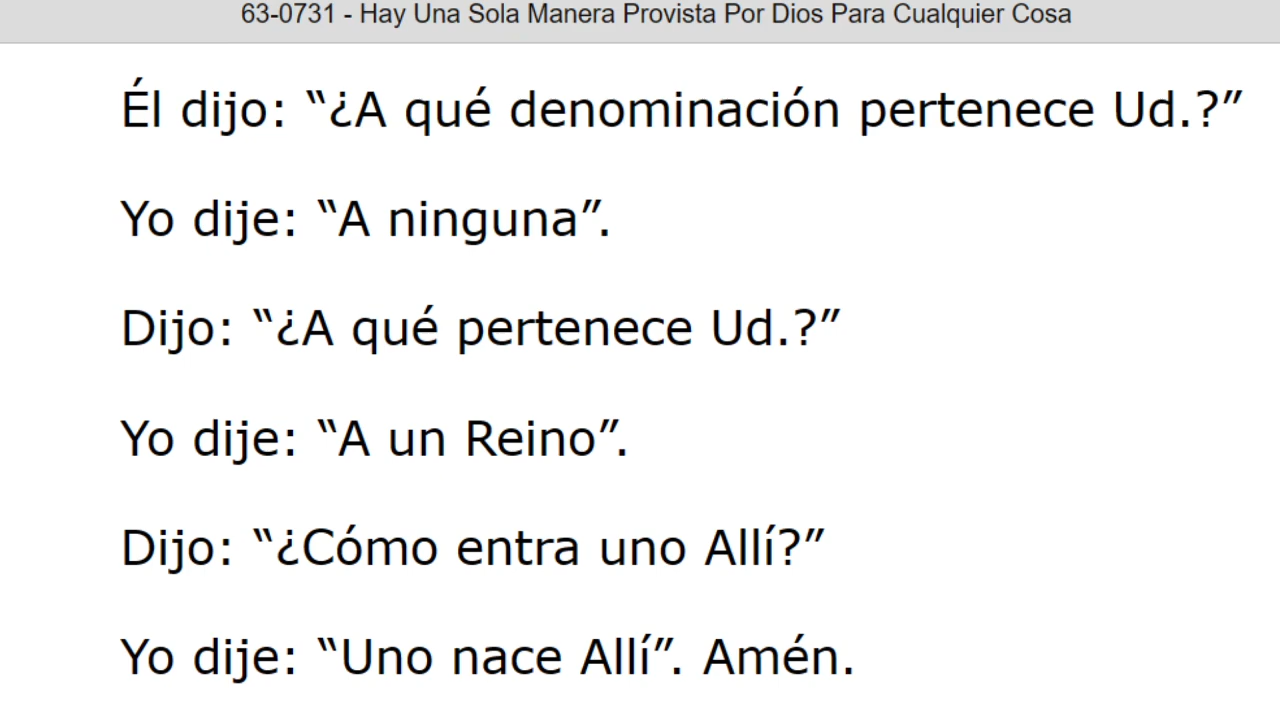 63-0731 - Hay Una Sola Manera Provista Por Dios Para Cualquier Cosa
Él dijo: “¿A qué denominación pertenece Ud.?”
Yo dije: “A ninguna”.
Dijo: “¿A qué pertenece Ud.?”
Yo dije: “A un Reino”.
Dijo: “¿Cómo entra uno Allí?”
Yo dije: “Uno nace Allí”. Amén.